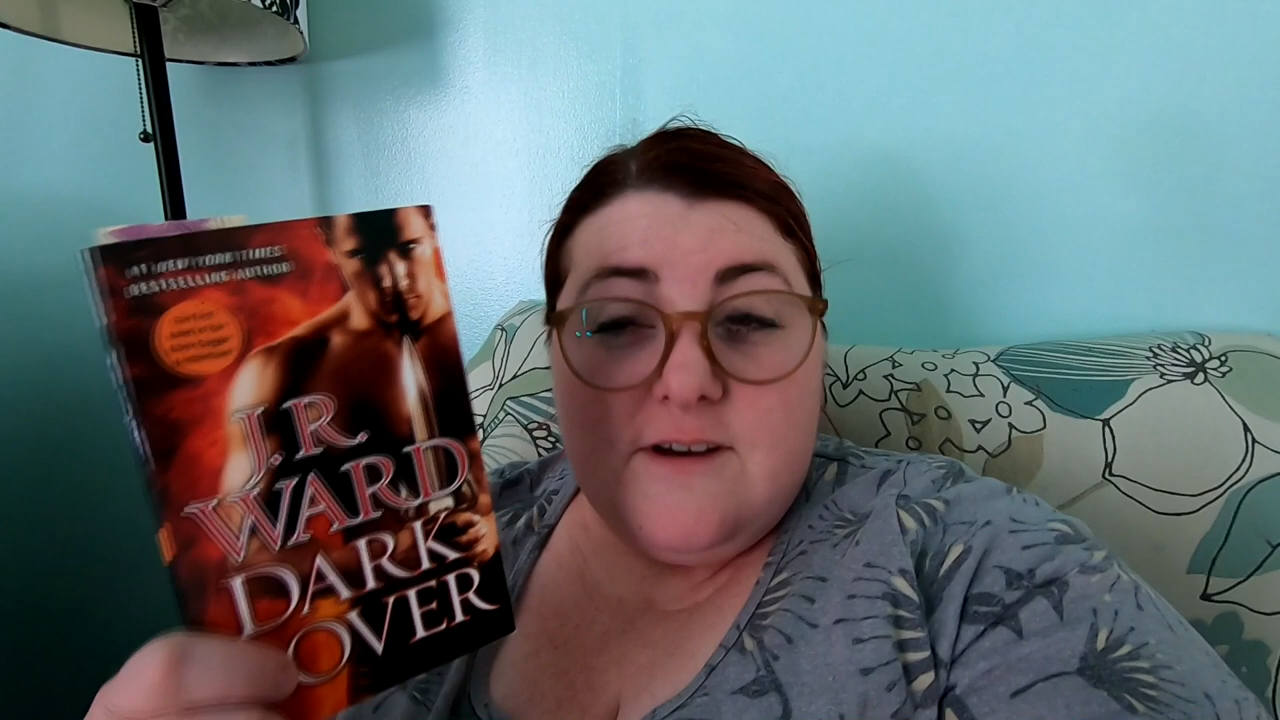 #1 NEW YORK TIMES
BESTSELLING AUTHOR
J.R.
WARD
DARK
OVER